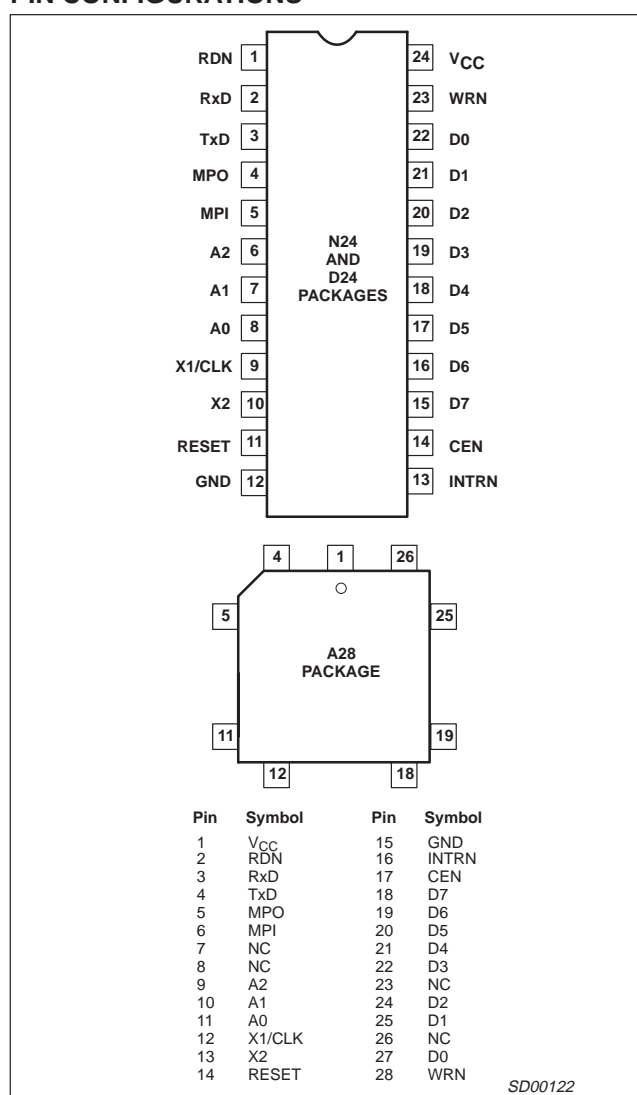 PIN CONFIGURATIONS
RDN 1 24 VCC
RxD 2 23 WRN
TxD 3 22 D0
MPO 4 21 D1
MPI 5 20 D2
A2 6 19 D3
A1 7 18 D4
A0 8 17 D5
X1/CLK 9 16 D6
X2 10 15 D7
RESET 11 14 CEN
GND 12 13 INTRN
N24
AND
D24
PACKAGES
4 1 26
5 25
A28
PACKAGE
11 19
12 18
Pin Symbol Pin Symbol
1 VCC 15 GND
2 RDN 16 INTRN
3 RxD 17 CEN
4 TxD 18 D7
5 MPO 19 D6
6 MPI 20 D5
7 NC 21 D4
8 NC 22 D3
9 A2 23 NC
10 A1 24 D2
11 A0 25 D1
12 X1/CLK 26 NC
13 X2 27 D0
14 RESET 28 WRN
SD00122